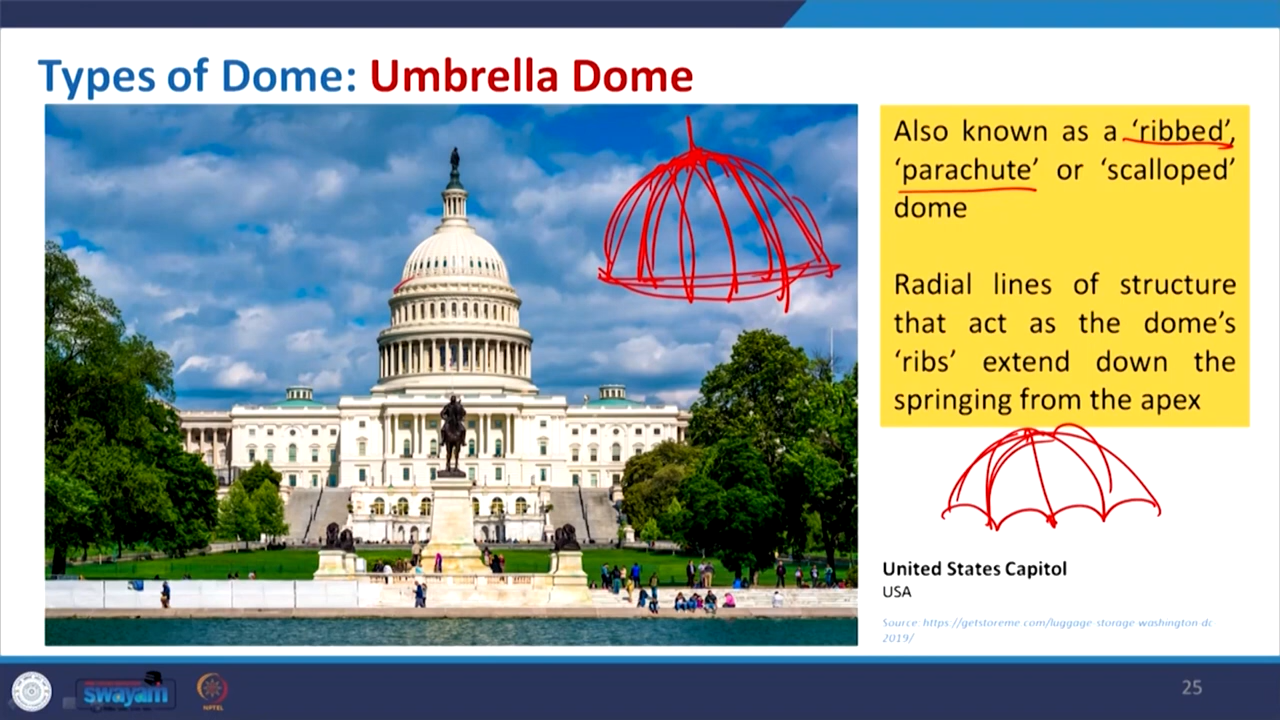 Types of Dome: Umbrella Dome
Also known as a ‘ribbed’,
‘parachute’ or ‘scalloped’
dome
Radial lines of structure
that act as the dome’s
‘ribs’ extend down the
springing from the apex
United States Capitol
USA
Source: https://getstoreme.com/luggage-storage-washington-dc-
2019/
swayam
NPTEL
25